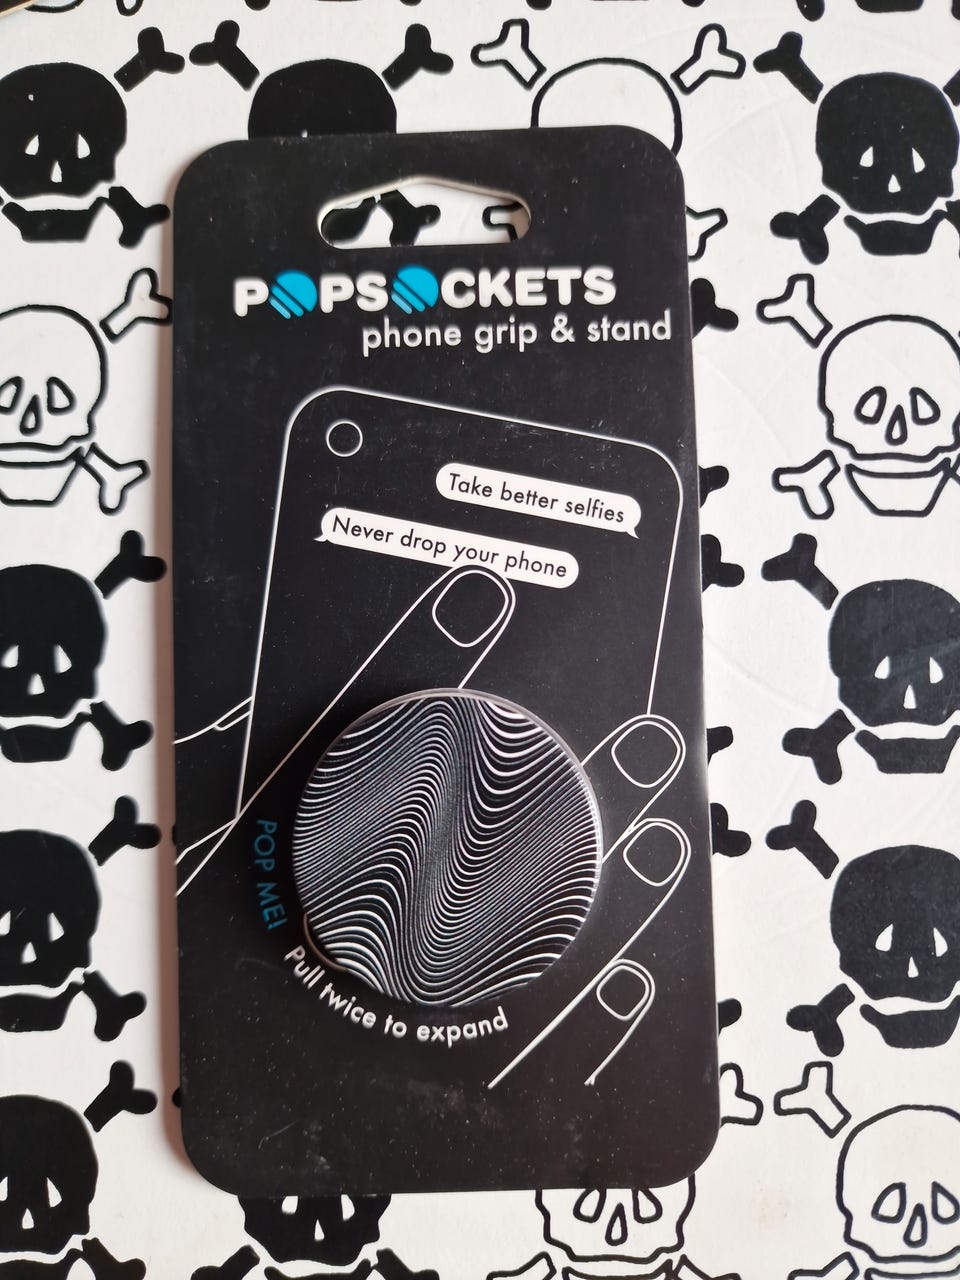 POPSOCKETS
phone grip & stand
Take better selfies
Never drop your phone
POP ME!
Pull twice to expand